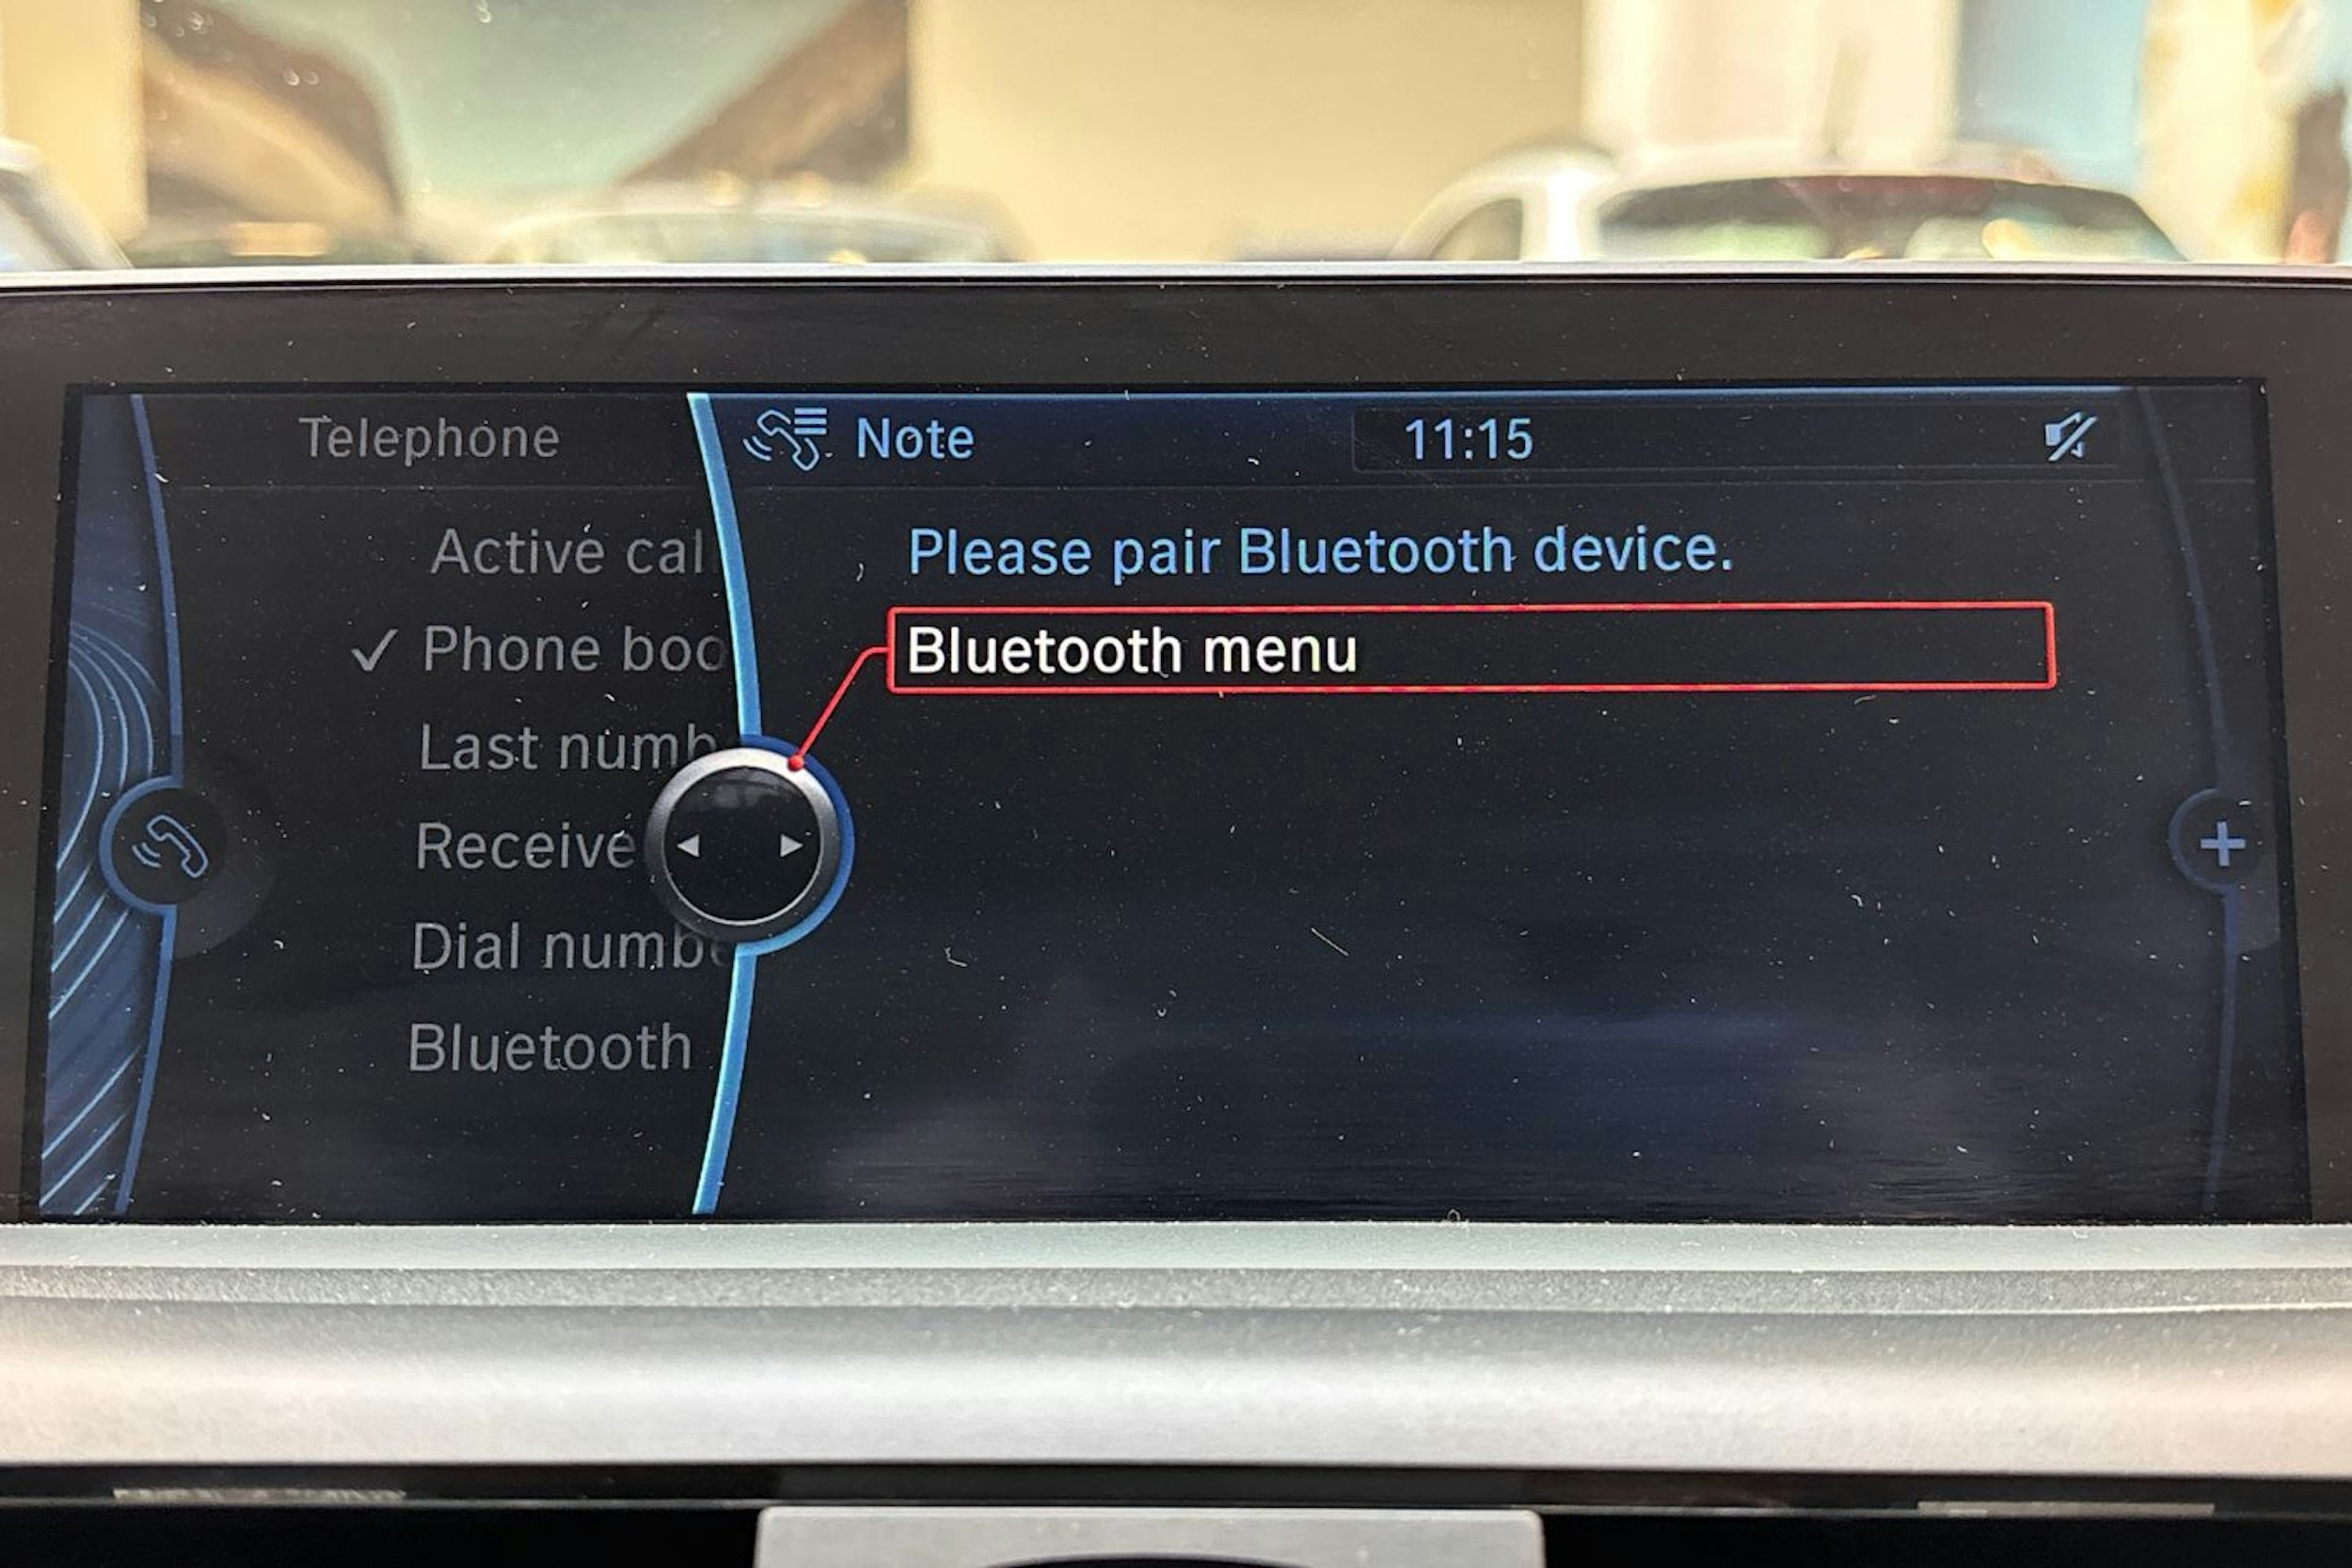 Telephone
Note
11:15
Active cal
Phone boo
Last numb
Receive
Dial numb
Bluetooth
Please pair Bluetooth device.
Bluetooth menu